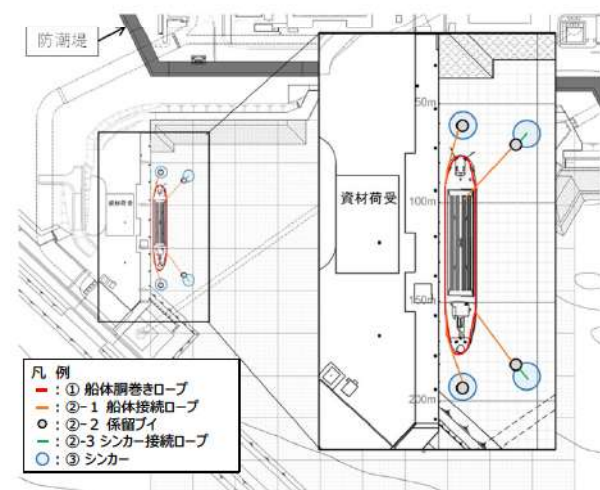 防潮堤
50m
資材荷受
100m
資材荷受
150m
200m
凡 例
：① 船体胴巻きロープ
：②-1 船体接続ロープ
：②-2 係留ブイ
：②-3 シンカー接続ロープ
：③ シンカー